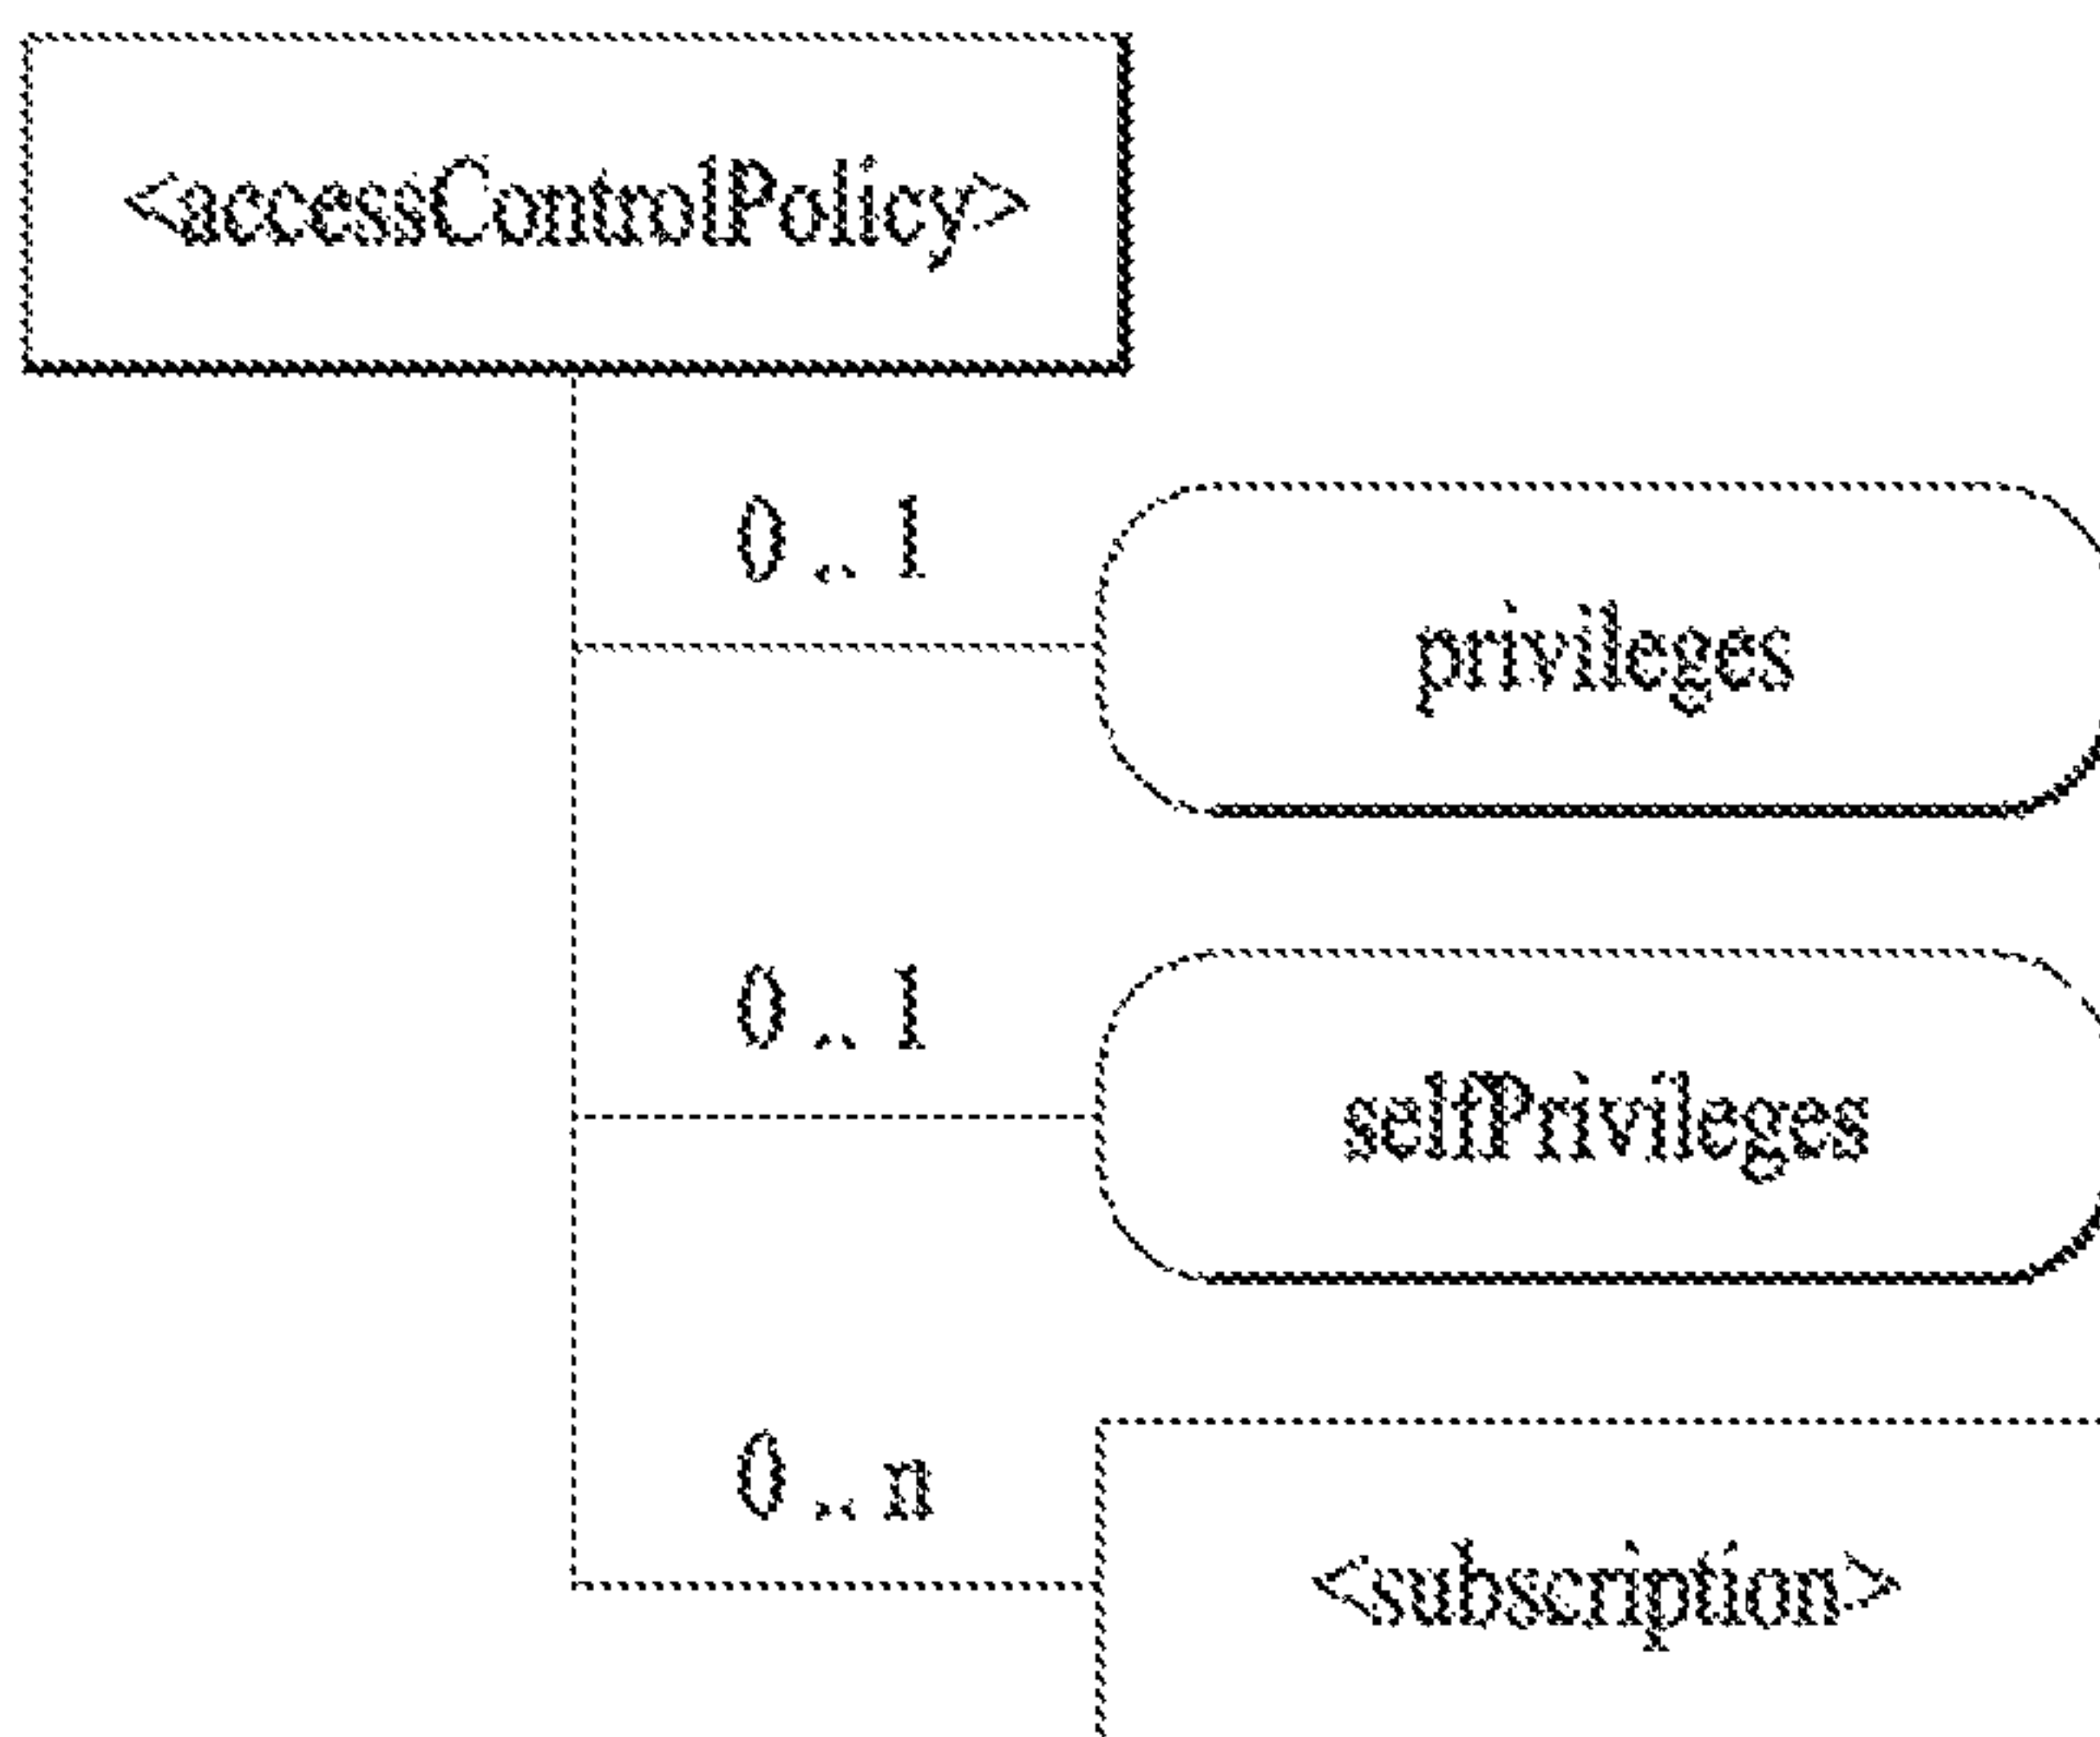 <accessControlPolicy>
0..1
privileges
0..1
selfPrivileges
0..n
<subscription>